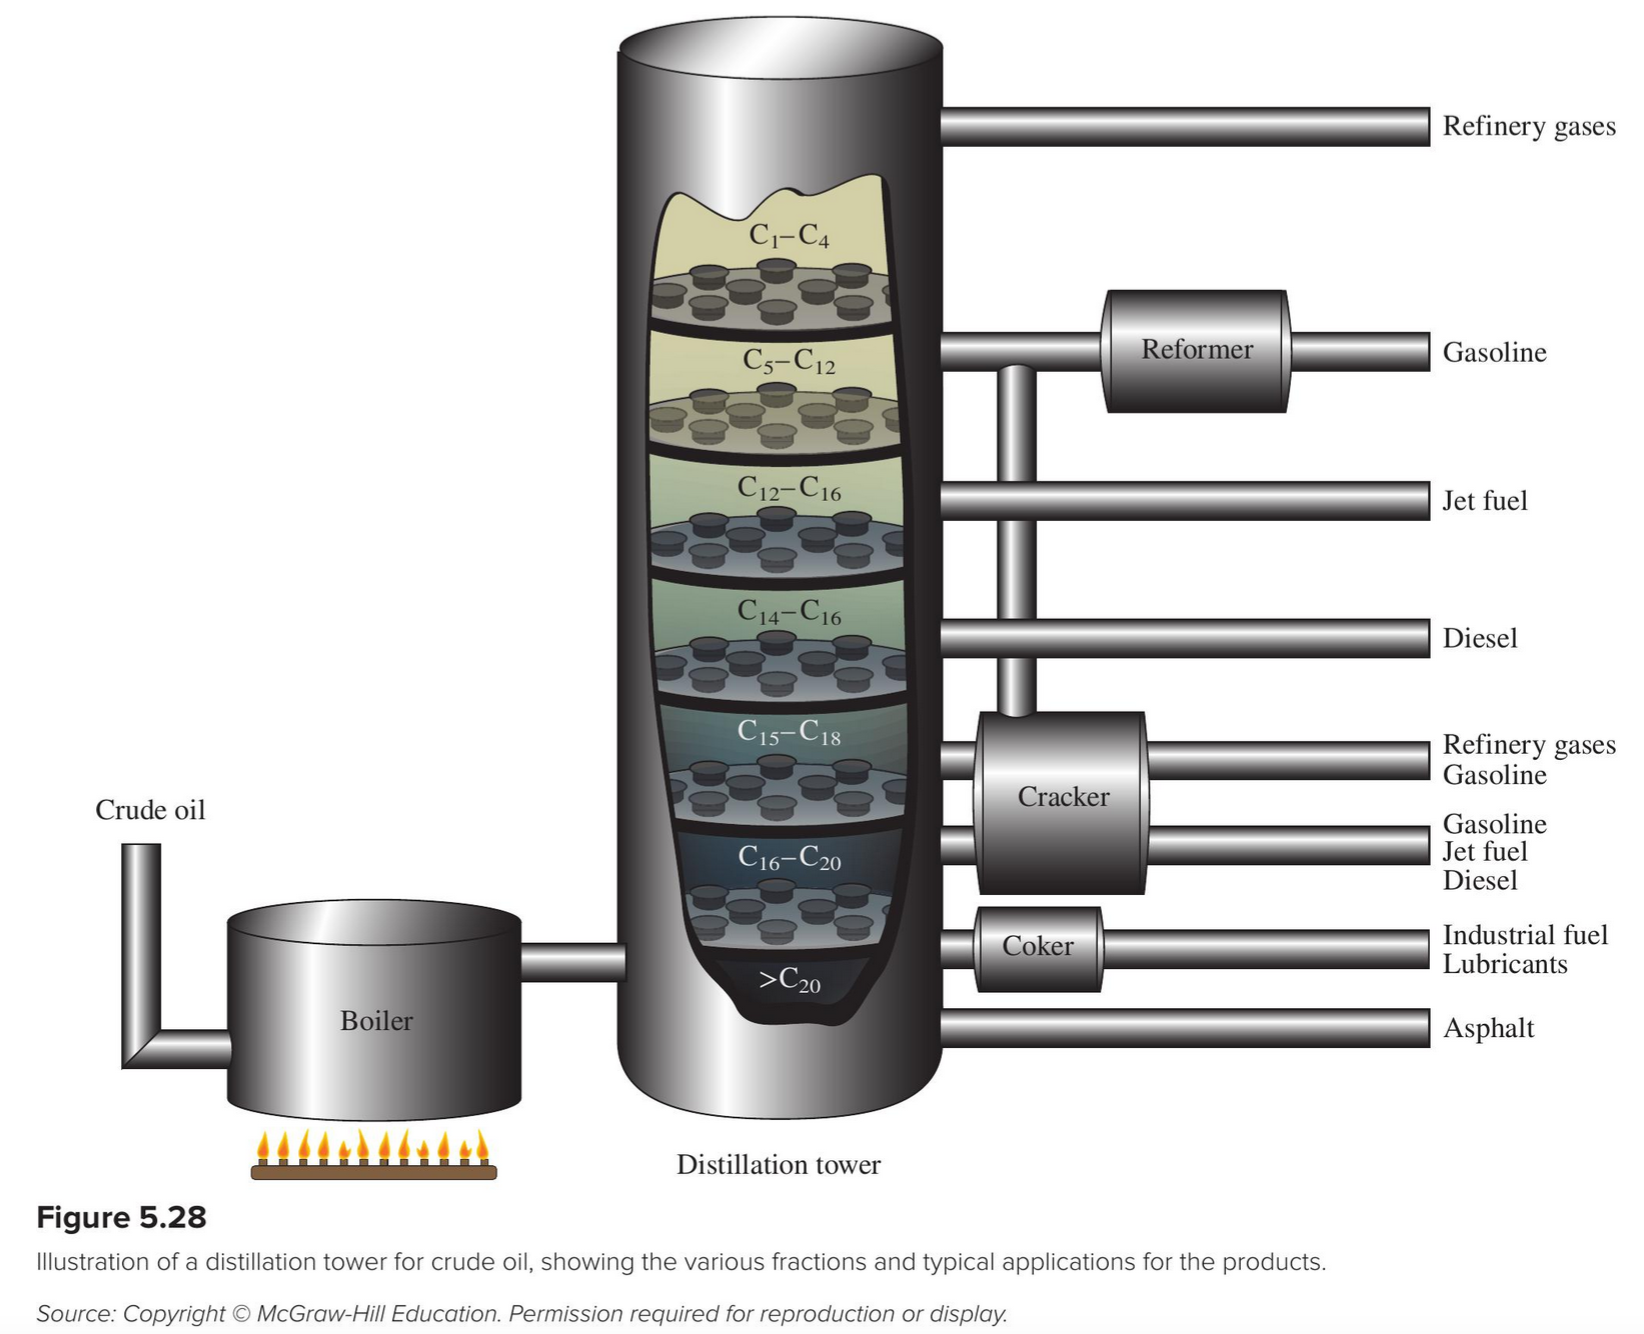 Refinery gases
C₁–C₄
Reformer
Gasoline
C₅–C₁₂
C₁₂–C₁₆
Jet fuel
C₁₄–C₁₆
Diesel
C₁₅–C₁₈
Refinery gases
Gasoline
Cracker
Crude oil
Gasoline
Jet fuel
Diesel
C₁₆–C₂₀
Coker
Industrial fuel
Lubricants
>C₂₀
Boiler
Asphalt
Distillation tower
Figure 5.28
Illustration of a distillation tower for crude oil, showing the various fractions and typical applications for the products.
Source: Copyright © McGraw-Hill Education. Permission required for reproduction or display.